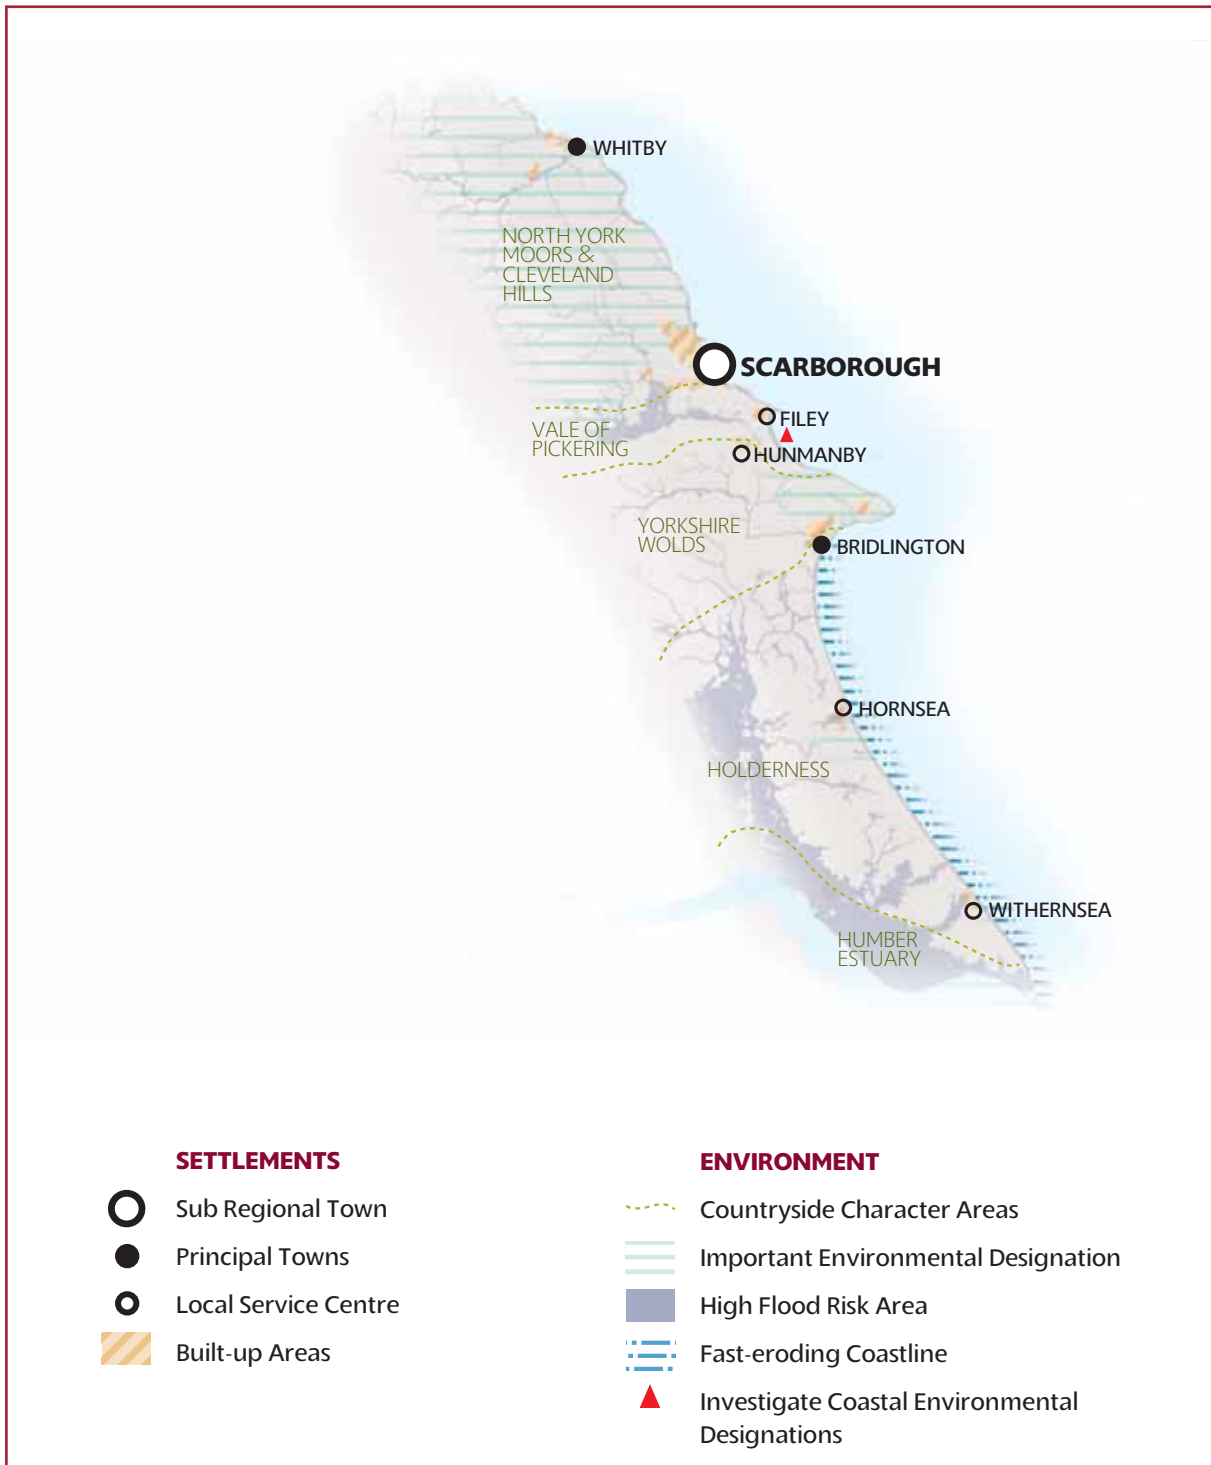 WHITBY
NORTH YORK
MOORS &
CLEVELAND
HILLS
SCARBOROUGH
FILEY
VALE OF
PICKERING
HUNMANBY
YORKSHIRE
WOLDS
BRIDLINGTON
HORNSEA
HOLDERNESS
WITHERNSEA
HUMBER
ESTUARY
SETTLEMENTS
Sub Regional Town
Principal Towns
Local Service Centre
Built-up Areas
ENVIRONMENT
Countryside Character Areas
Important Environmental Designation
High Flood Risk Area
Fast-eroding Coastline
Investigate Coastal Environmental
Designations